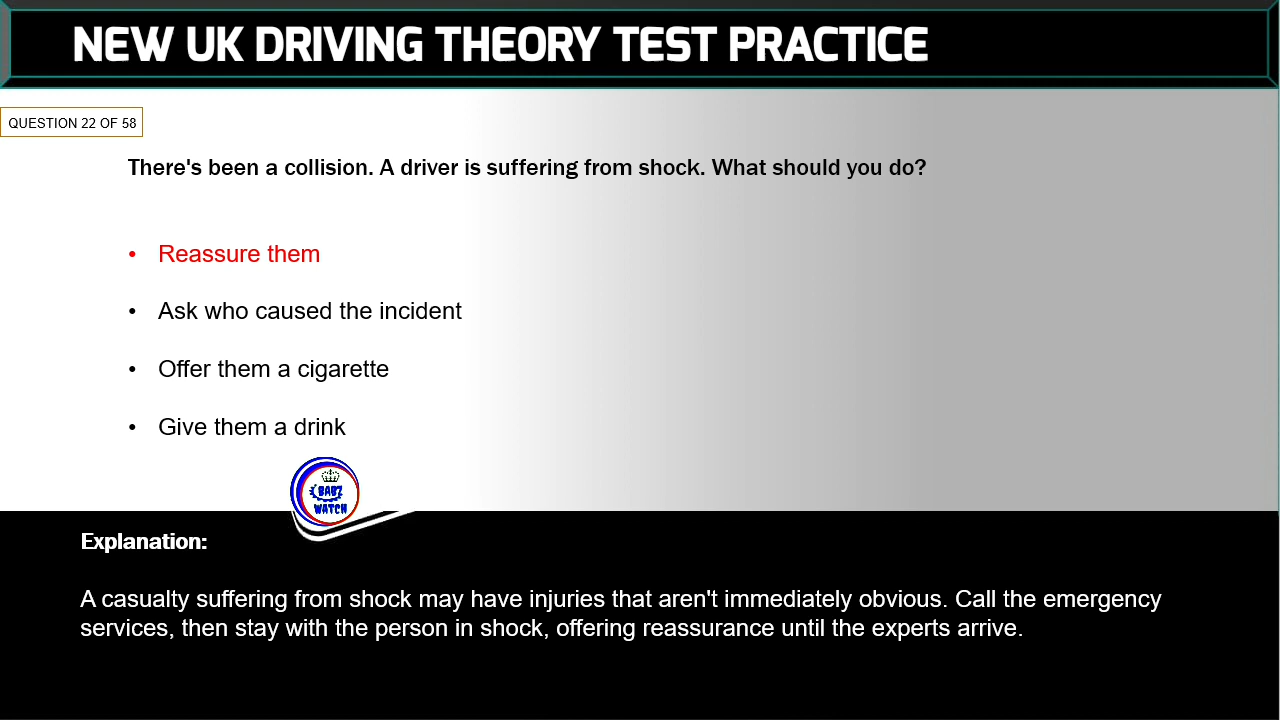 NEW UK DRIVING THEORY TEST PRACTICE
QUESTION 22 OF 58
There's been a collision. A driver is suffering from shock. What should you do?
• Reassure them
• Ask who caused the incident
• Offer them a cigarette
• Give them a drink
BABZ
WATCH
Explanation:
A casualty suffering from shock may have injuries that aren't immediately obvious. Call the emergency
services, then stay with the person in shock, offering reassurance until the experts arrive.